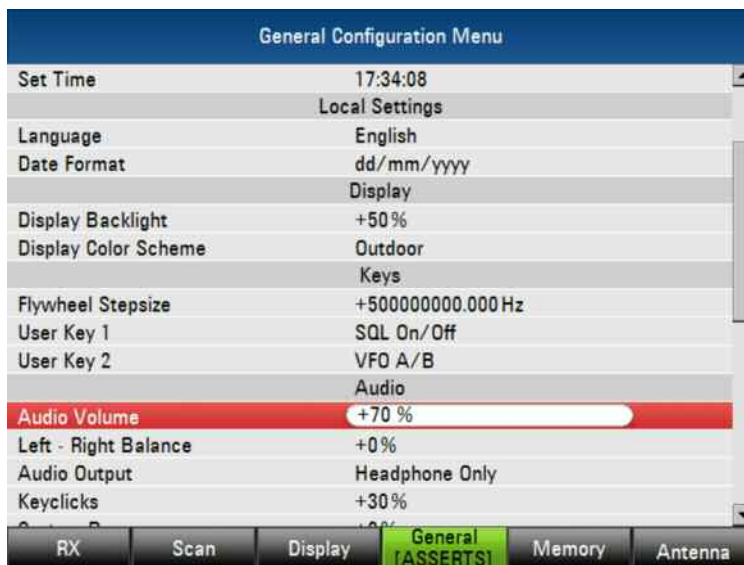 General Configuration Menu
Set Time 17:34:08
Local Settings
Language English
Date Format dd/mm/yyyy
Display
Display Backlight +50%
Display Color Scheme Outdoor
Keys
Flywheel Stepsize +500000000.000 Hz
User Key 1 SQL On/Off
User Key 2 VFO A/B
Audio
Audio Volume +70 %
Left - Right Balance +0%
Audio Output Headphone Only
Keyclicks +30%
RX Scan Display General [ASSERTS] Memory Antenna